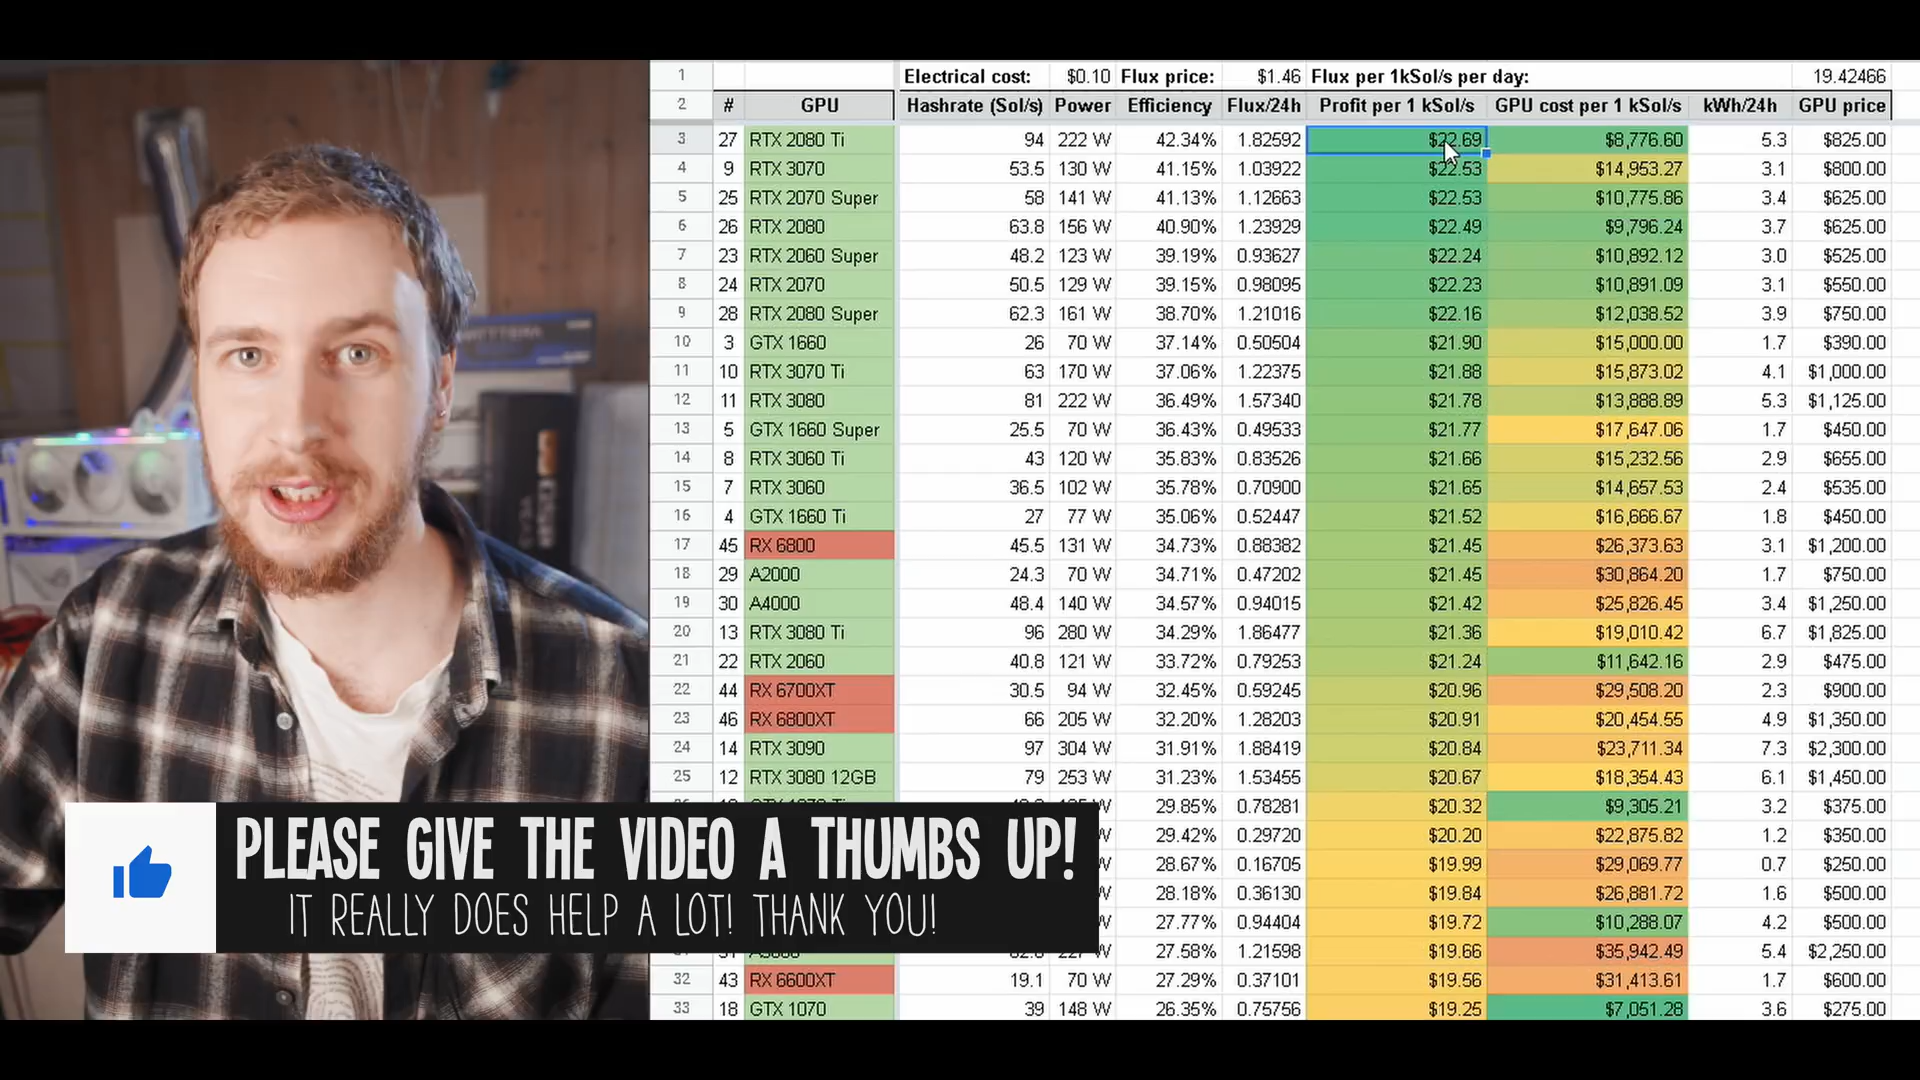 1 Electrical cost: $0.10 Flux price: $1.46 Flux per 1kSol/s per day: 19.42466
2 # GPU Hashrate (Sol/s) Power Efficiency Flux/24h Profit per 1 kSol/s GPU cost per 1 kSol/s kWh/24h GPU price
3 27 RTX 2080 Ti 94 222 W 42.34% 1.82592 $22.69 $8,776.60 5.3 $825.00
4 9 RTX 3070 53.5 130 W 41.15% 1.03922 $22.53 $14,953.27 3.1 $800.00
5 25 RTX 2070 Super 58 141 W 41.13% 1.12663 $22.53 $10,775.86 3.4 $625.00
6 26 RTX 2080 63.8 156 W 40.90% 1.23929 $22.49 $9,796.24 3.7 $625.00
7 23 RTX 2060 Super 48.2 123 W 39.19% 0.93627 $22.24 $10,892.12 3.0 $525.00
8 24 RTX 2070 50.5 129 W 39.15% 0.98095 $22.23 $10,891.09 3.1 $550.00
9 28 RTX 2080 Super 62.3 161 W 38.70% 1.21016 $22.16 $12,038.52 3.9 $750.00
10 3 GTX 1660 26 70 W 37.14% 0.50504 $21.90 $15,000.00 1.7 $390.00
11 10 RTX 3070 Ti 63 170 W 37.06% 1.22375 $21.88 $15,873.02 4.1 $1,000.00
12 11 RTX 3080 81 222 W 36.49% 1.57340 $21.78 $13,888.89 5.3 $1,125.00
13 5 GTX 1660 Super 25.5 70 W 36.43% 0.49533 $21.77 $17,647.06 1.7 $450.00
14 8 RTX 3060 Ti 43 120 W 35.83% 0.83526 $21.66 $15,232.56 2.9 $655.00
15 7 RTX 3060 36.5 102 W 35.78% 0.70900 $21.65 $14,657.53 2.4 $535.00
16 4 GTX 1660 Ti 27 77 W 35.06% 0.52447 $21.52 $16,666.67 1.8 $450.00
17 45 RX 6800 45.5 131 W 34.73% 0.88382 $21.45 $26,373.63 3.1 $1,200.00
18 29 A2000 24.3 70 W 34.71% 0.47202 $21.45 $30,864.20 1.7 $750.00
19 30 A4000 48.4 140 W 34.57% 0.94015 $21.42 $25,826.45 3.4 $1,250.00
20 13 RTX 3080 Ti 96 280 W 34.29% 1.86477 $21.36 $19,010.42 6.7 $1,825.00
21 22 RTX 2060 40.8 121 W 33.72% 0.79253 $21.24 $11,642.16 2.9 $475.00
22 44 RX 6700XT 30.5 94 W 32.45% 0.59245 $20.96 $29,508.20 2.3 $900.00
23 46 RX 6800XT 66 205 W 32.20% 1.28203 $20.91 $20,454.55 4.9 $1,350.00
24 14 RTX 3090 97 304 W 31.91% 1.88419 $20.84 $23,711.34 7.3 $2,300.00
25 12 RTX 3080 12GB 79 253 W 31.23% 1.53455 $20.67 $18,354.43 6.1 $1,450.00
29.85% 0.78281 $20.32 $9,305.21 3.2 $375.00
29.42% 0.29720 $20.20 $22,875.82 1.2 $350.00
28.67% 0.16705 $19.99 $29,069.77 0.7 $250.00
28.18% 0.36130 $19.84 $26,881.72 1.6 $500.00
27.77% 0.94404 $19.72 $10,288.07 4.2 $500.00
27.58% 1.21598 $19.66 $35,942.49 5.4 $2,250.00
32 43 RX 6600XT 19.1 70 W 27.29% 0.37101 $19.56 $31,413.61 1.7 $600.00
33 18 GTX 1070 39 148 W 26.35% 0.75756 $19.25 $7,051.28 3.6 $275.00
PLEASE GIVE THE VIDEO A THUMBS UP!
IT REALLY DOES HELP A LOT! THANK YOU!